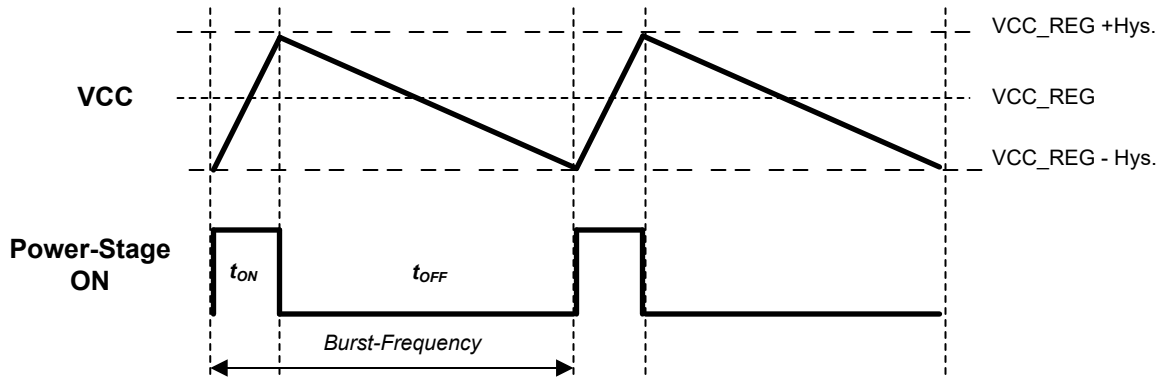 VCC_REG +Hys.
VCC
VCC_REG
VCC_REG - Hys.
Power-Stage
ON
tON
tOFF
Burst-Frequency